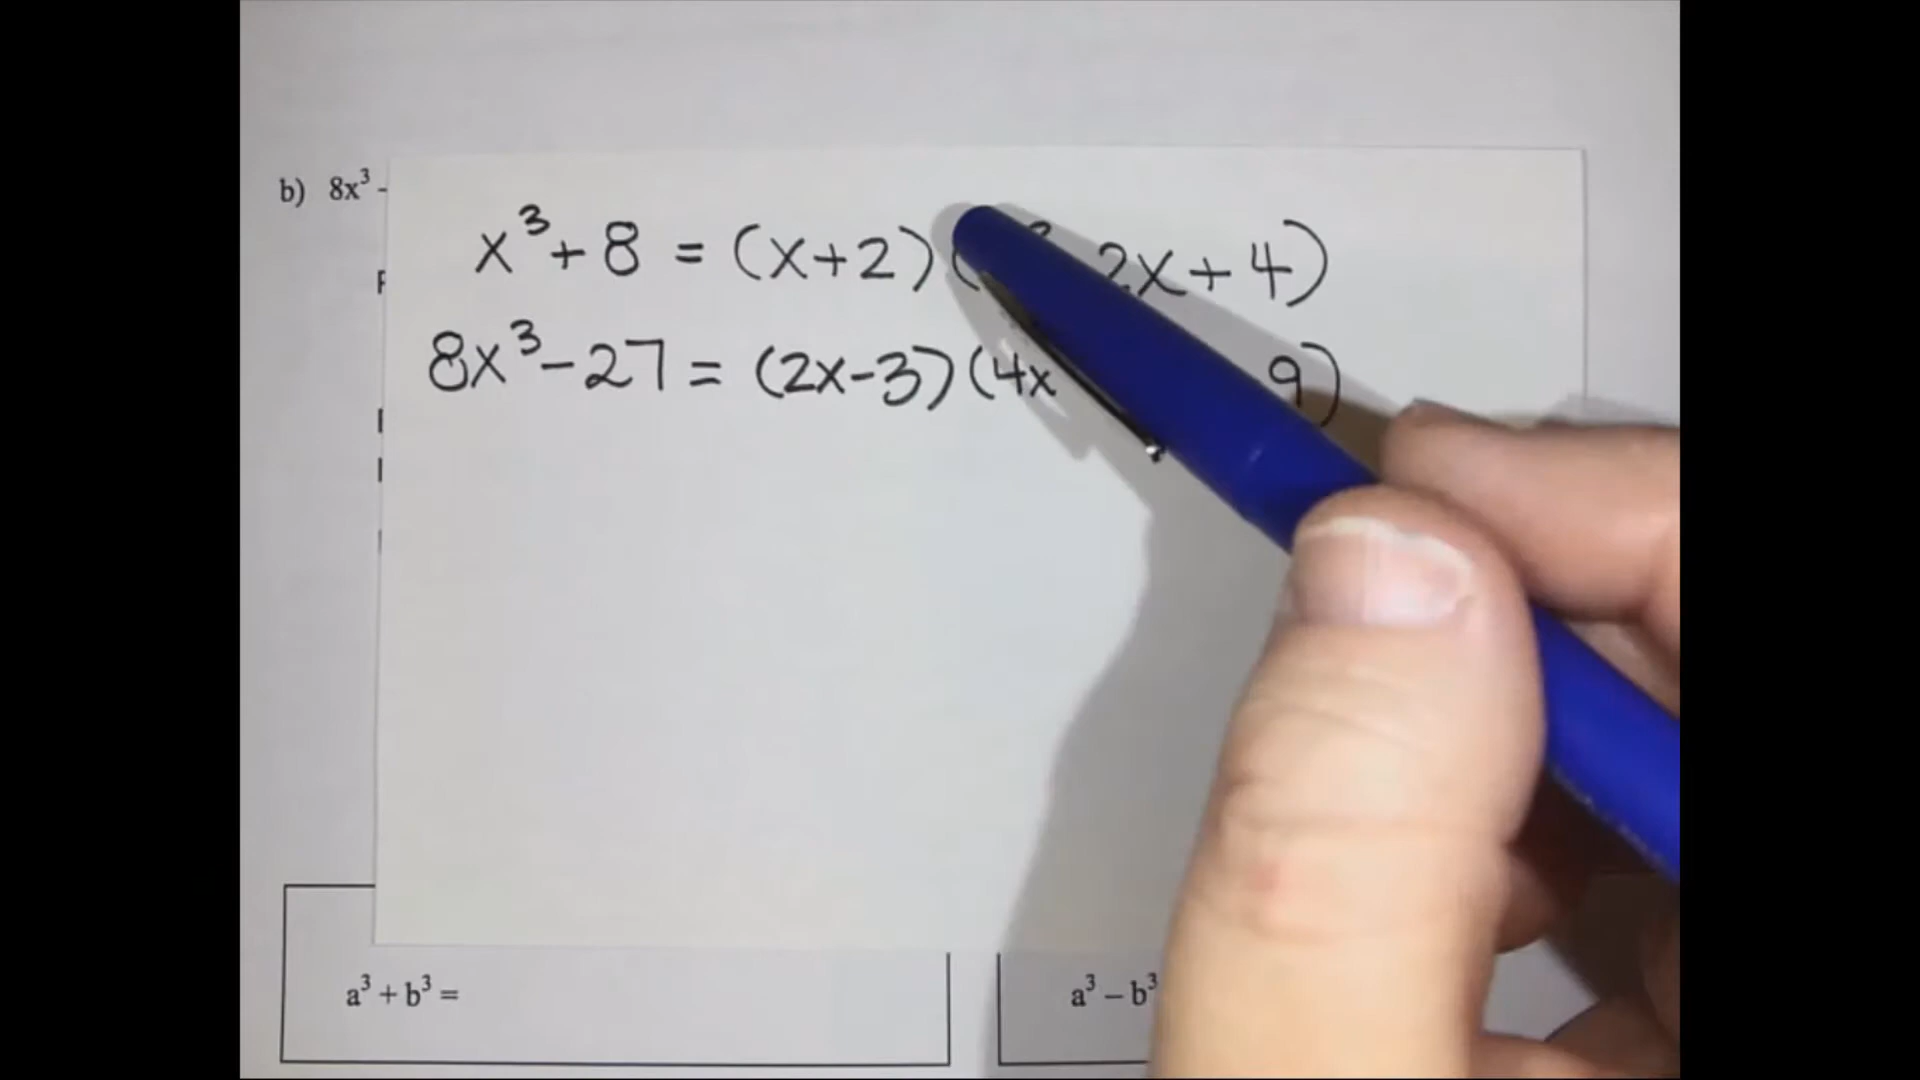 b) 8x³ -
x³ + 8 = (x+2)( 2x + 4)
8x³ - 27 = (2x-3)(4x 9)
a³ + b³ =
a³ – b³